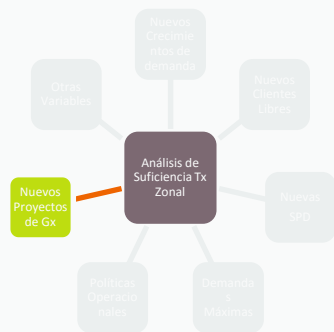 Nuevos
Crecimie
ntos de
demanda
Otras
Variables
Nuevos
Clientes
Libres
Análisis de
Suficiencia Tx
Zonal
Nuevos
Proyectos
de Gx
Nuevas
SPD
Políticas
Operacio
nales
Demanda
s
Máximas